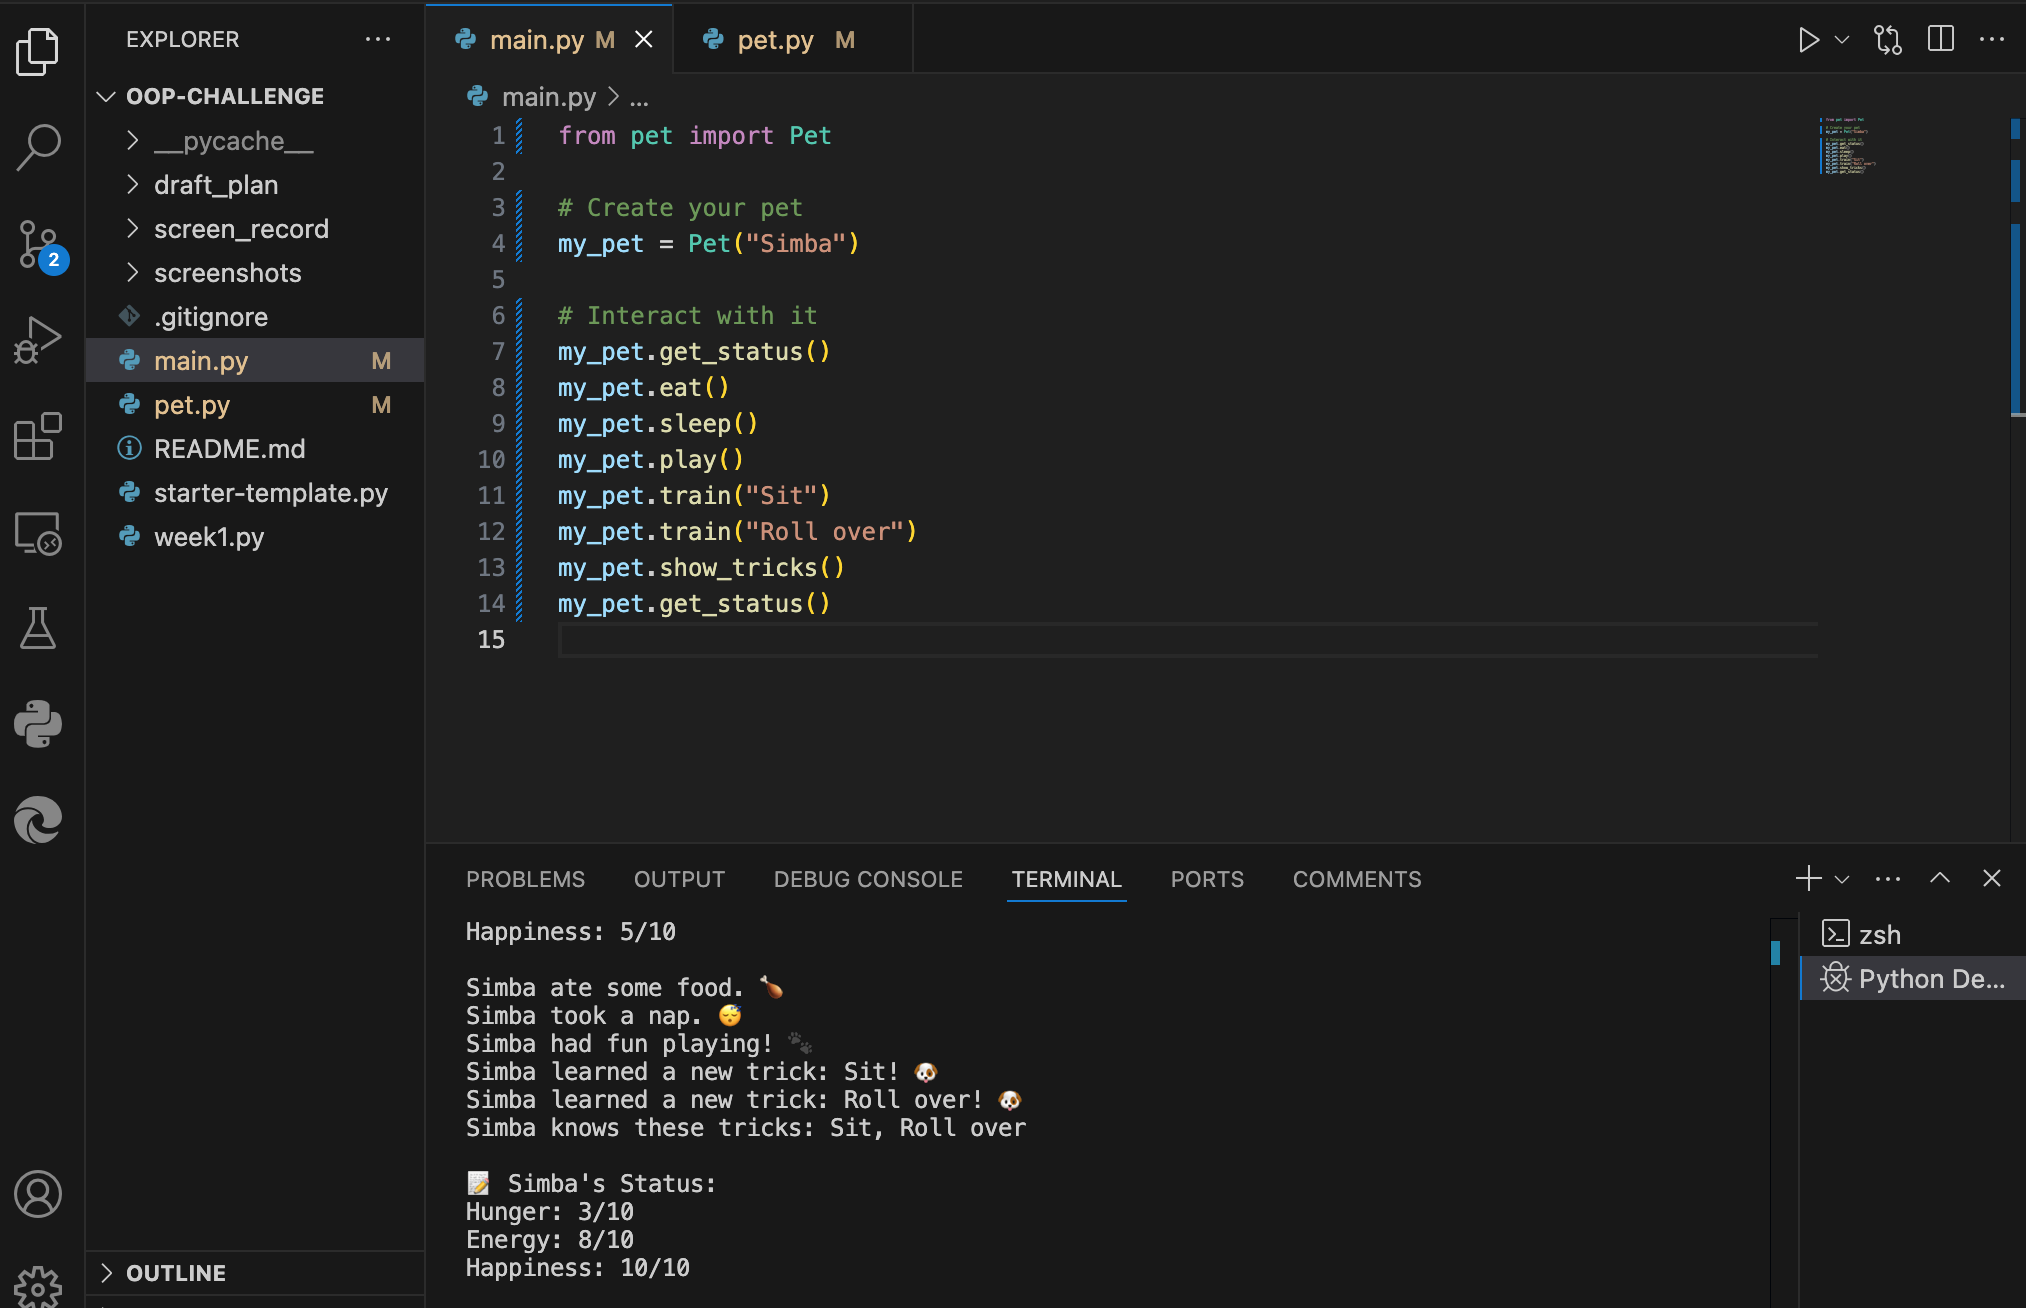 EXPLORER
OOP-CHALLENGE
__pycache__
draft_plan
screen_record
screenshots
.gitignore
main.py M
pet.py M
README.md
starter-template.py
week1.py
OUTLINE
2
main.py M
pet.py M
main.py > ...
1 from pet import Pet
2
3 # Create your pet
4 my_pet = Pet("Simba")
5
6 # Interact with it
7 my_pet.get_status()
8 my_pet.eat()
9 my_pet.sleep()
10 my_pet.play()
11 my_pet.train("Sit")
12 my_pet.train("Roll over")
13 my_pet.show_tricks()
14 my_pet.get_status()
15
PROBLEMS OUTPUT DEBUG CONSOLE TERMINAL PORTS COMMENTS
Happiness: 5/10
Simba ate some food. 🍗
Simba took a nap. 😴
Simba had fun playing! 🐾
Simba learned a new trick: Sit! 🐶
Simba learned a new trick: Roll over! 🐶
Simba knows these tricks: Sit, Roll over
📝 Simba's Status:
Hunger: 3/10
Energy: 8/10
Happiness: 10/10
zsh
Python De...